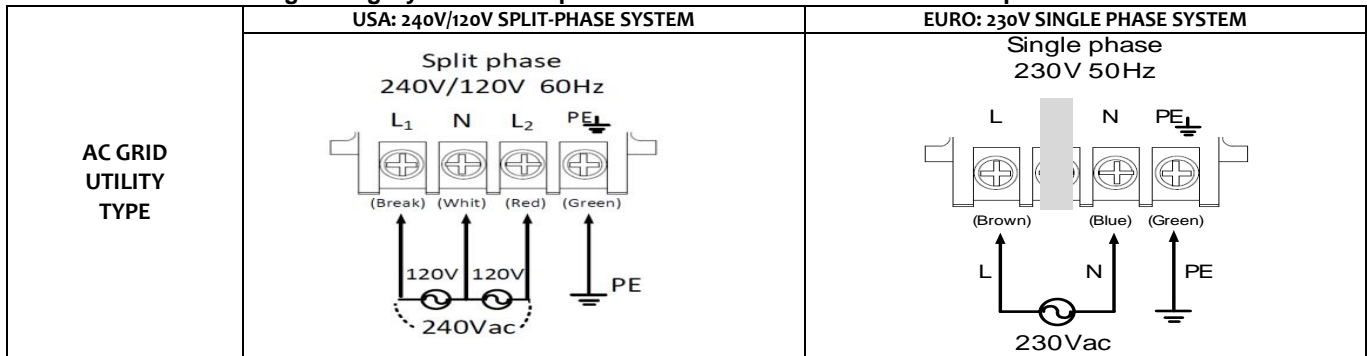 USA: 240V/120V SPLIT-PHASE SYSTEM
EURO: 230V SINGLE PHASE SYSTEM
AC GRID
UTILITY
TYPE
Split phase
240V/120V 60Hz
L₁ N L₂ PE
(Break) (Whit) (Red) (Green)
120V 120V
PE
240Vac
Single phase
230V 50Hz
L N PE
(Brown) (Blue) (Green)
L N PE
230Vac